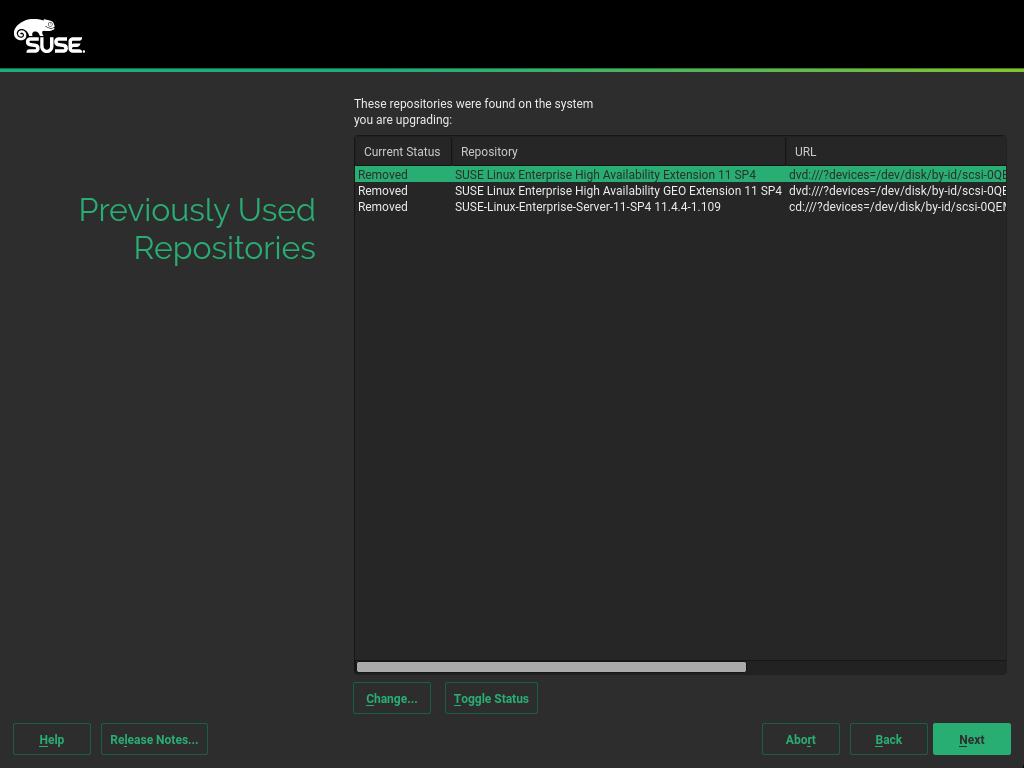 SUSE.
These repositories were found on the system
you are upgrading:
Previously Used
Repositories
Current Status Repository URL
Removed SUSE Linux Enterprise High Availability Extension 11 SP4 dvd:///?devices=/dev/disk/by-id/scsi-0QE
Removed SUSE Linux Enterprise High Availability GEO Extension 11 SP4 dvd:///?devices=/dev/disk/by-id/scsi-0QE
Removed SUSE-Linux-Enterprise-Server-11-SP4 11.4.4-1.109 cd:///?devices=/dev/disk/by-id/scsi-0QEM
Change... Toggle Status
Help Release Notes... Abort Back Next